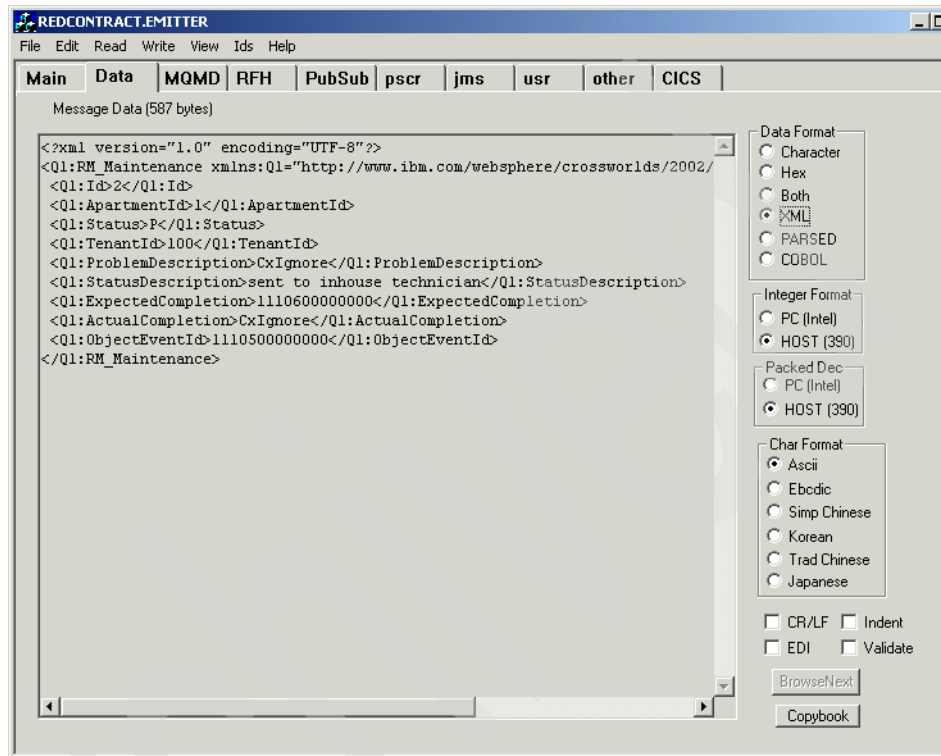 REDCONTRACT.EMITTER
File Edit Read Write View Ids Help
Main Data MQMD RFH PubSub pscr jms usr other CICS
Message Data (587 bytes)
<?xml version="1.0" encoding="UTF-8"?>
<Q1:RM_Maintenance xmlns:Q1="http://www.ibm.com/websphere/crossworlds/2002/
<Q1:Id>2</Q1:Id>
<Q1:ApartmentId>1</Q1:ApartmentId>
<Q1:Status>P</Q1:Status>
<Q1:TenantId>100</Q1:TenantId>
<Q1:ProblemDescription>CxIgnore</Q1:ProblemDescription>
<Q1:StatusDescription>sent to inhouse technician</Q1:StatusDescription>
<Q1:ExpectedCompletion>1110600000000</Q1:ExpectedCompletion>
<Q1:ActualCompletion>CxIgnore</Q1:ActualCompletion>
<Q1:ObjectEventId>1110500000000</Q1:ObjectEventId>
</Q1:RM_Maintenance>
Data Format
Character
Hex
Both
XML
PARSED
COBOL
Integer Format
PC (Intel)
HOST (390)
Packed Dec
PC (Intel)
HOST (390)
Char Format
Ascii
Ebcdic
Simp Chinese
Korean
Trad Chinese
Japanese
CR/LF Indent
EDI Validate
BrowseNext
Copybook